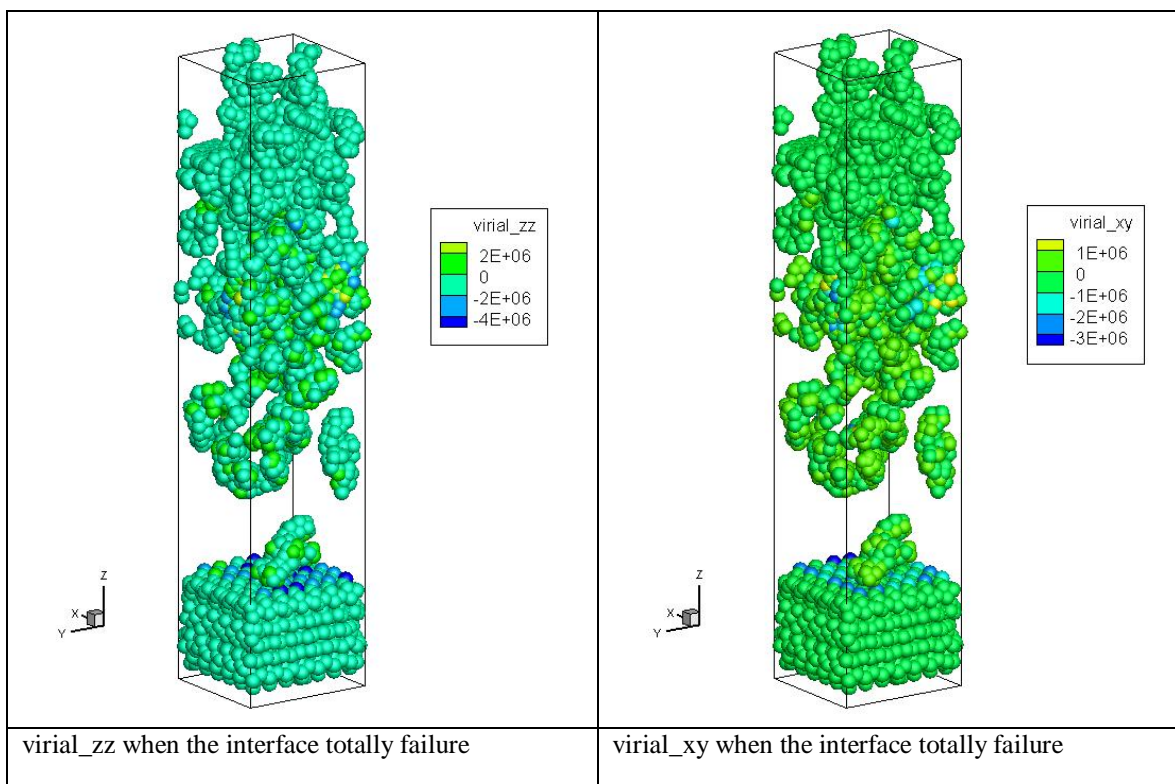 virial_zz
2E+06
0
-2E+06
-4E+06
Z
X
Y
virial_zz when the interface totally failure
virial_xy
1E+06
0
-1E+06
-2E+06
-3E+06
Z
X
Y
virial_xy when the interface totally failure